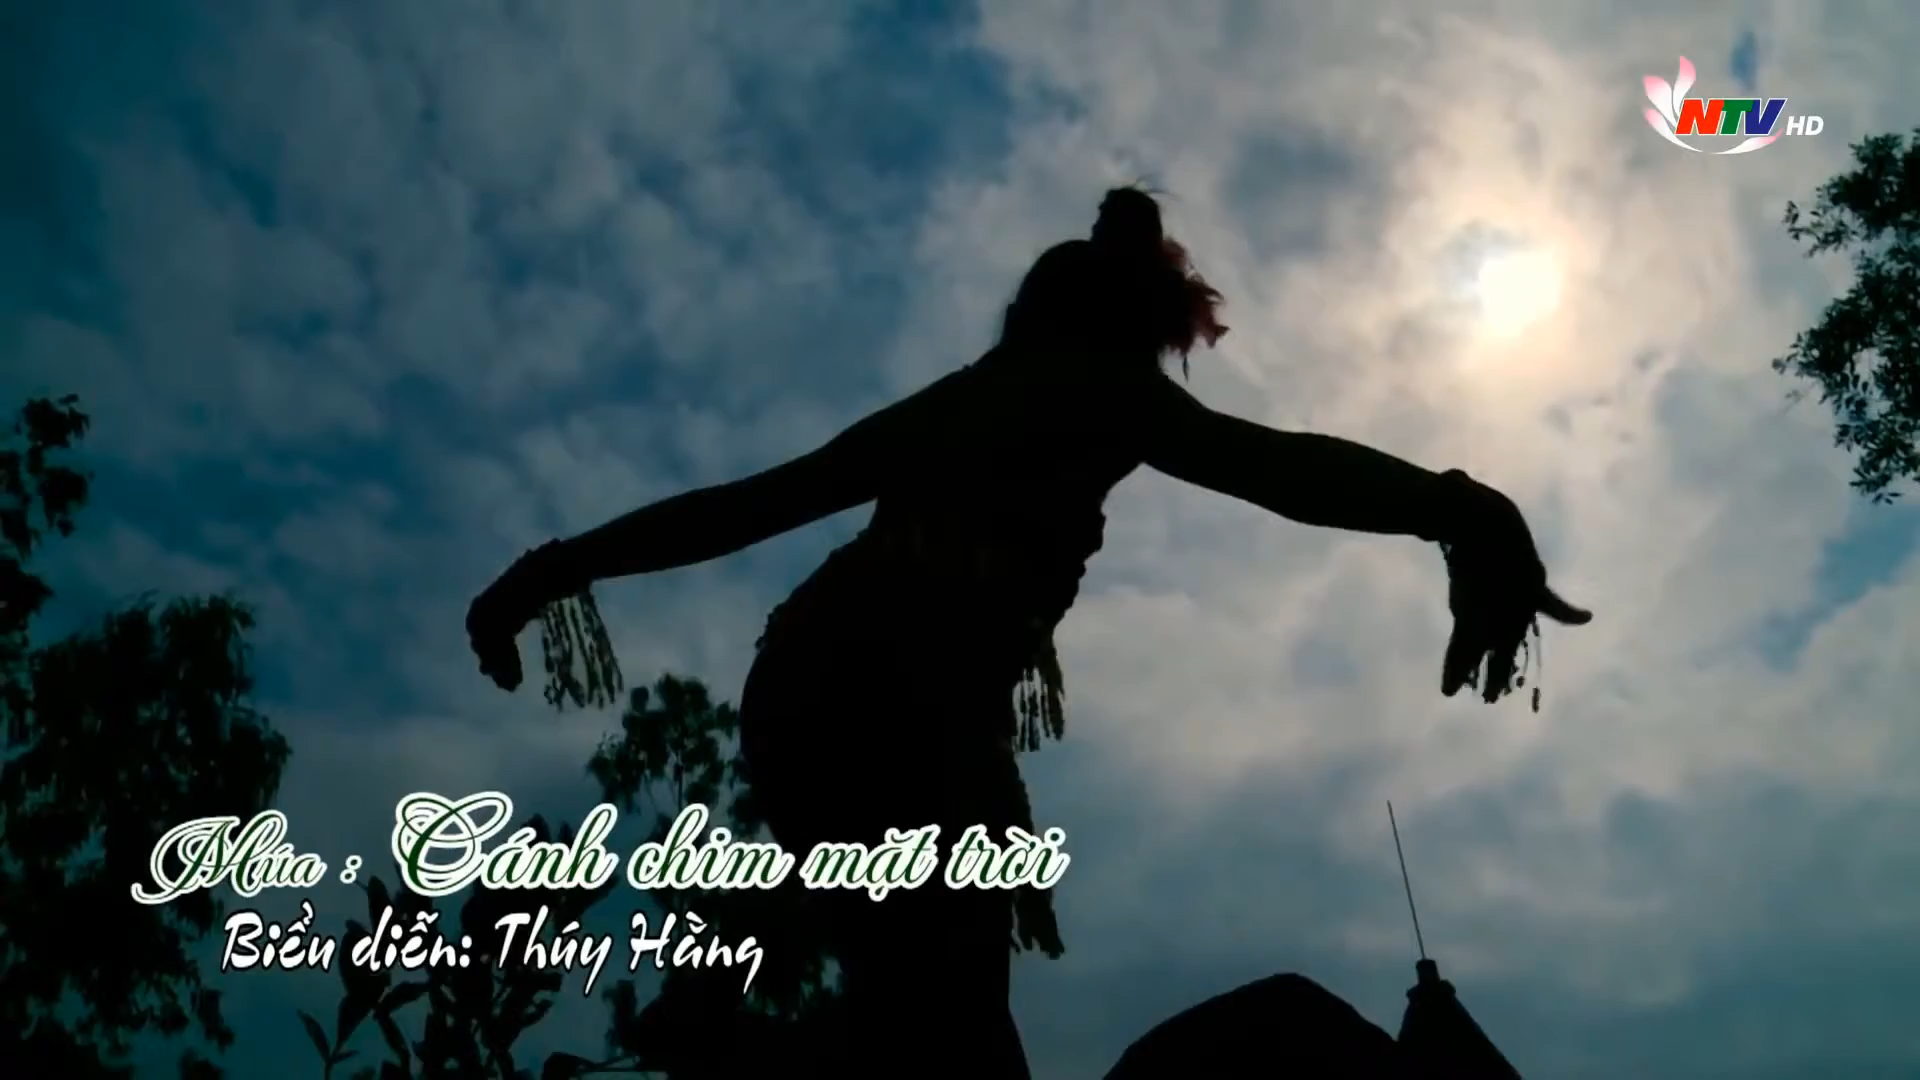 NTV HD
Múa : Cánh chim mặt trời
Biểu diễn: Thúy Hằng